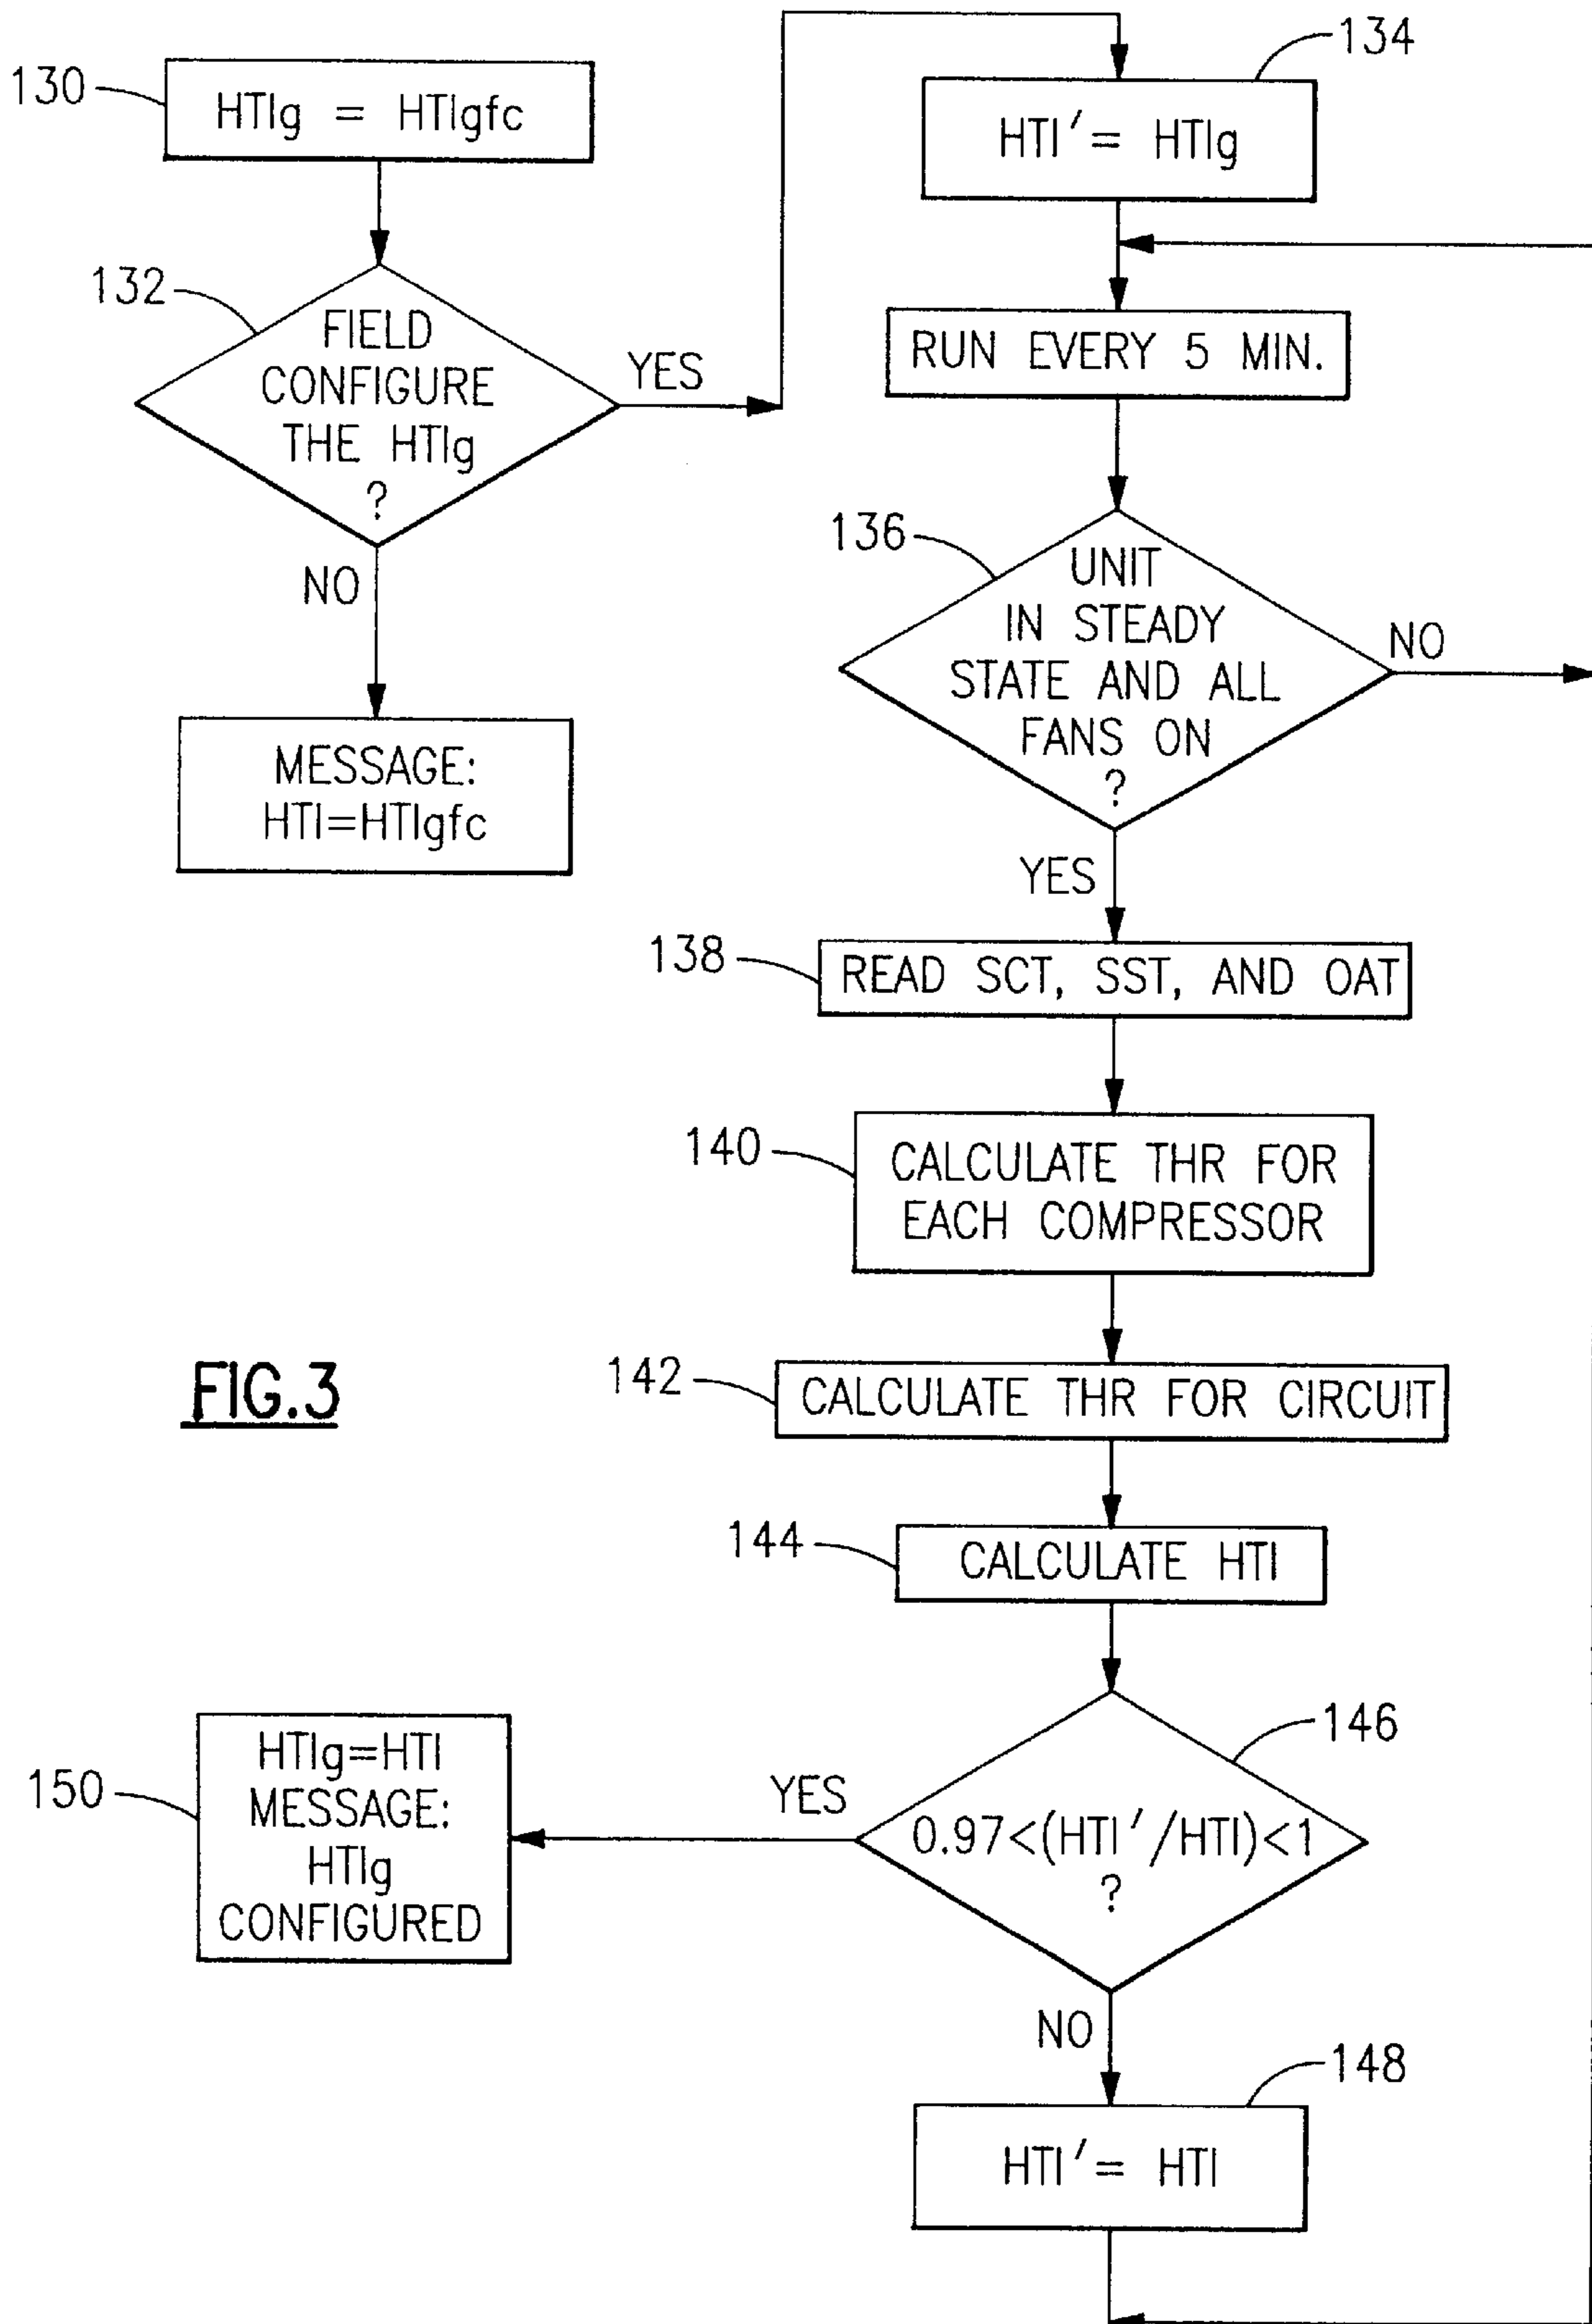 130
HTIg = HTIgfc
132
FIELD
CONFIGURE
THE HTIg
?
YES
NO
MESSAGE:
HTI=HTIgfc
134
HTI' = HTIg
RUN EVERY 5 MIN.
136
UNIT
IN STEADY
STATE AND ALL
FANS ON
?
NO
YES
138
READ SCT, SST, AND OAT
140
CALCULATE THR FOR
EACH COMPRESSOR
142
CALCULATE THR FOR CIRCUIT
144
CALCULATE HTI
146
0.97<(HTI'/HTI)<1
?
YES
150
HTIg=HTI
MESSAGE:
HTIg
CONFIGURED
NO
148
HTI' = HTI
FIG.3